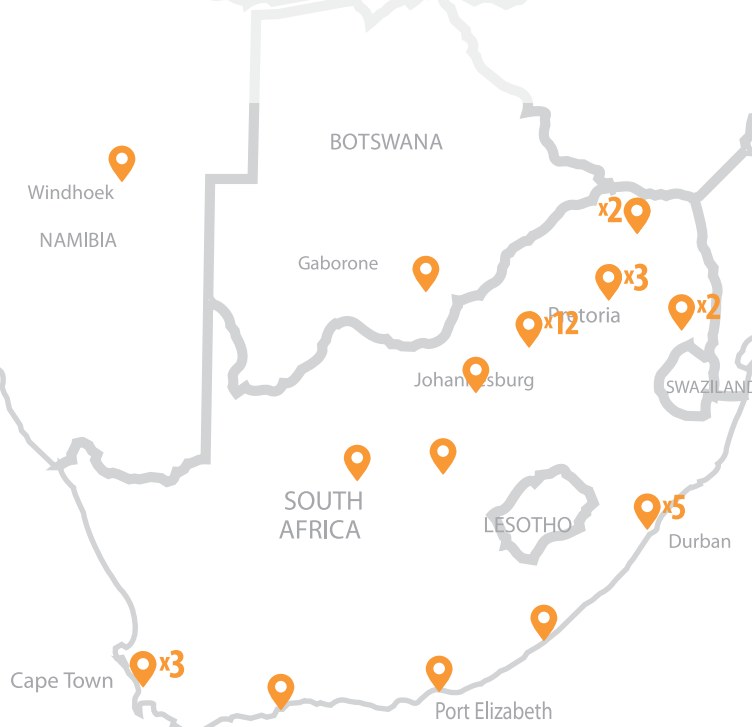 BOTSWANA
Windhoek
x2
NAMIBIA
Gaborone
x3
x2
Pretoria
x12
Johannesburg
SWAZILAND
SOUTH
AFRICA
x5
LESOTHO
Durban
x3
Cape Town
Port Elizabeth